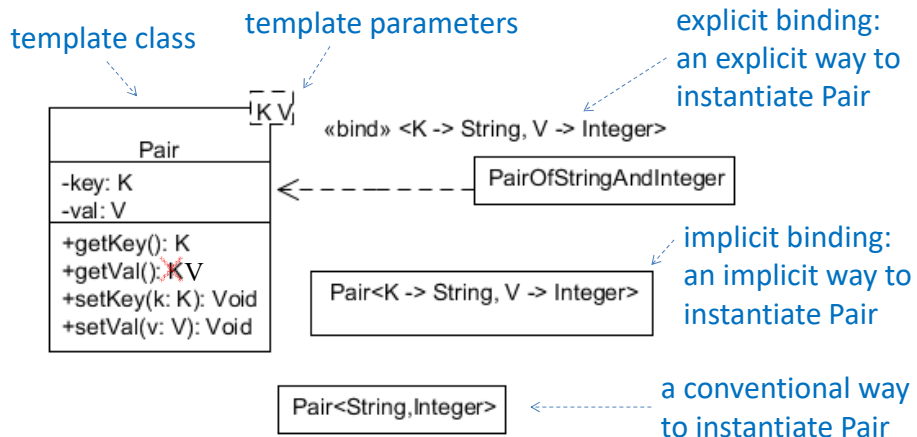 template class
template parameters
explicit binding:
an explicit way to
instantiate Pair
K V
«bind» <K -> String, V -> Integer>
Pair
-key: K
-val: V
+getKey(): K
+getVal(): K V
+setKey(k: K): Void
+setVal(v: V): Void
PairOfStringAndInteger
Pair<K -> String, V -> Integer>
implicit binding:
an implicit way to
instantiate Pair
Pair<String,Integer>
a conventional way
to instantiate Pair